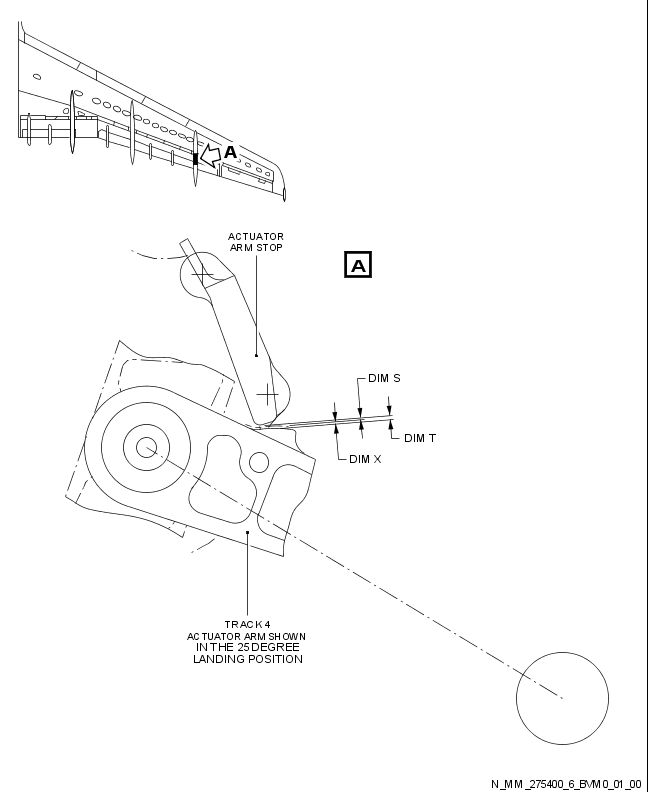 A
ACTUATOR
ARM STOP
A
DIM S
DIM T
DIM X
TRACK 4
ACTUATOR ARM SHOWN
IN THE 25 DEGREE
LANDING POSITION
N_MM_275400_6_BVM0_01_00